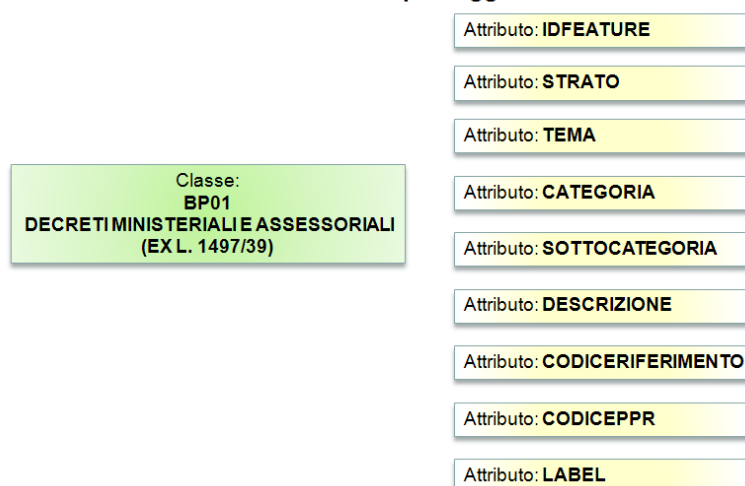 Attributo: IDFEATURE
Attributo: STRATO
Attributo: TEMA
Classe:
BP01
DECRETI MINISTERIALI E ASSESSORIALI
(EX L. 1497/39)
Attributo: CATEGORIA
Attributo: SOTTOCATEGORIA
Attributo: DESCRIZIONE
Attributo: CODICERIFERIMENTO
Attributo: CODICEPPR
Attributo: LABEL